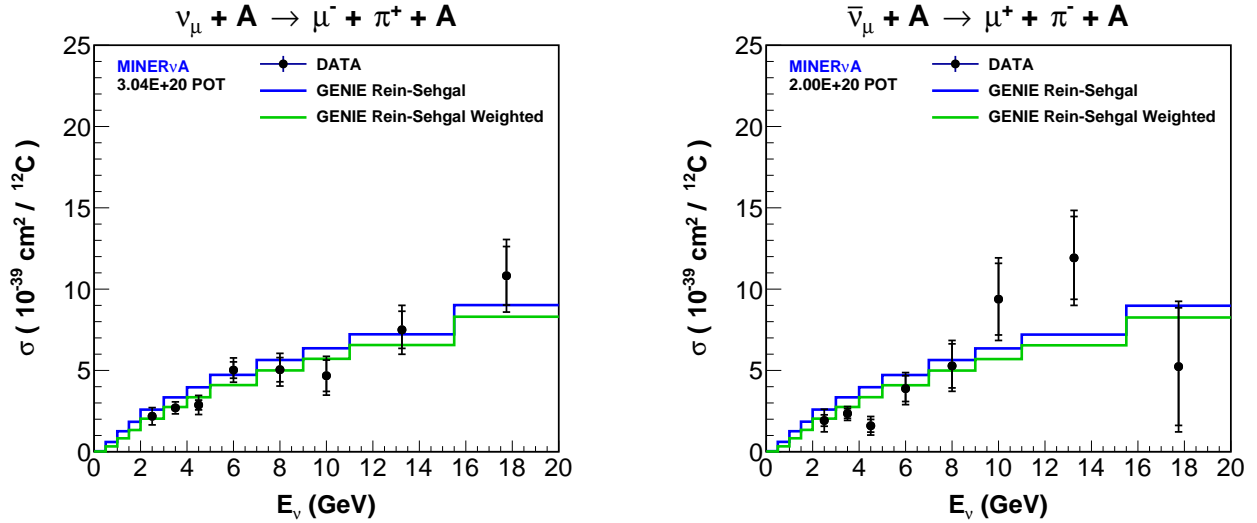 ν_μ + A → μ⁻ + π⁺ + A
25
20
15
10
5
0
σ ( 10⁻³⁹ cm² / ¹²C )
MINERνA
3.04E+20 POT
DATA
GENIE Rein-Sehgal
GENIE Rein-Sehgal Weighted
0 2 4 6 8 10 12 14 16 18 20
E_ν (GeV)
ν̅_μ + A → μ⁺ + π⁻ + A
25
20
15
10
5
0
σ ( 10⁻³⁹ cm² / ¹²C )
MINERνA
2.00E+20 POT
DATA
GENIE Rein-Sehgal
GENIE Rein-Sehgal Weighted
0 2 4 6 8 10 12 14 16 18 20
E_ν (GeV)